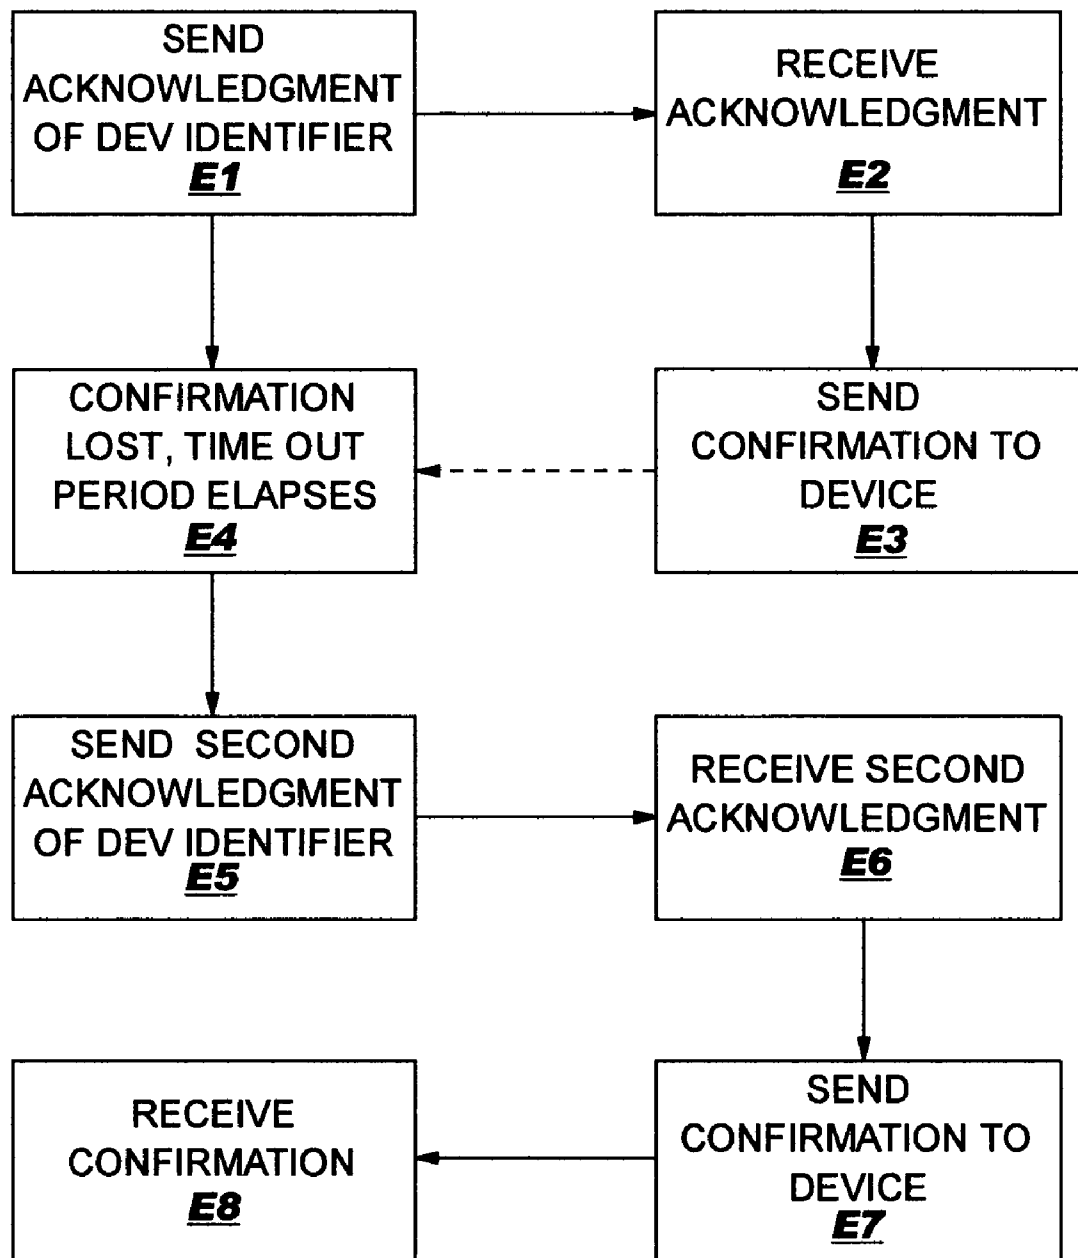 SEND
ACKNOWLEDGMENT
OF DEV IDENTIFIER
E1
RECEIVE
ACKNOWLEDGMENT
E2
CONFIRMATION
LOST, TIME OUT
PERIOD ELAPSES
E4
SEND
CONFIRMATION TO
DEVICE
E3
SEND SECOND
ACKNOWLEDGMENT
OF DEV IDENTIFIER
E5
RECEIVE SECOND
ACKNOWLEDGMENT
E6
RECEIVE
CONFIRMATION
E8
SEND
CONFIRMATION TO
DEVICE
E7